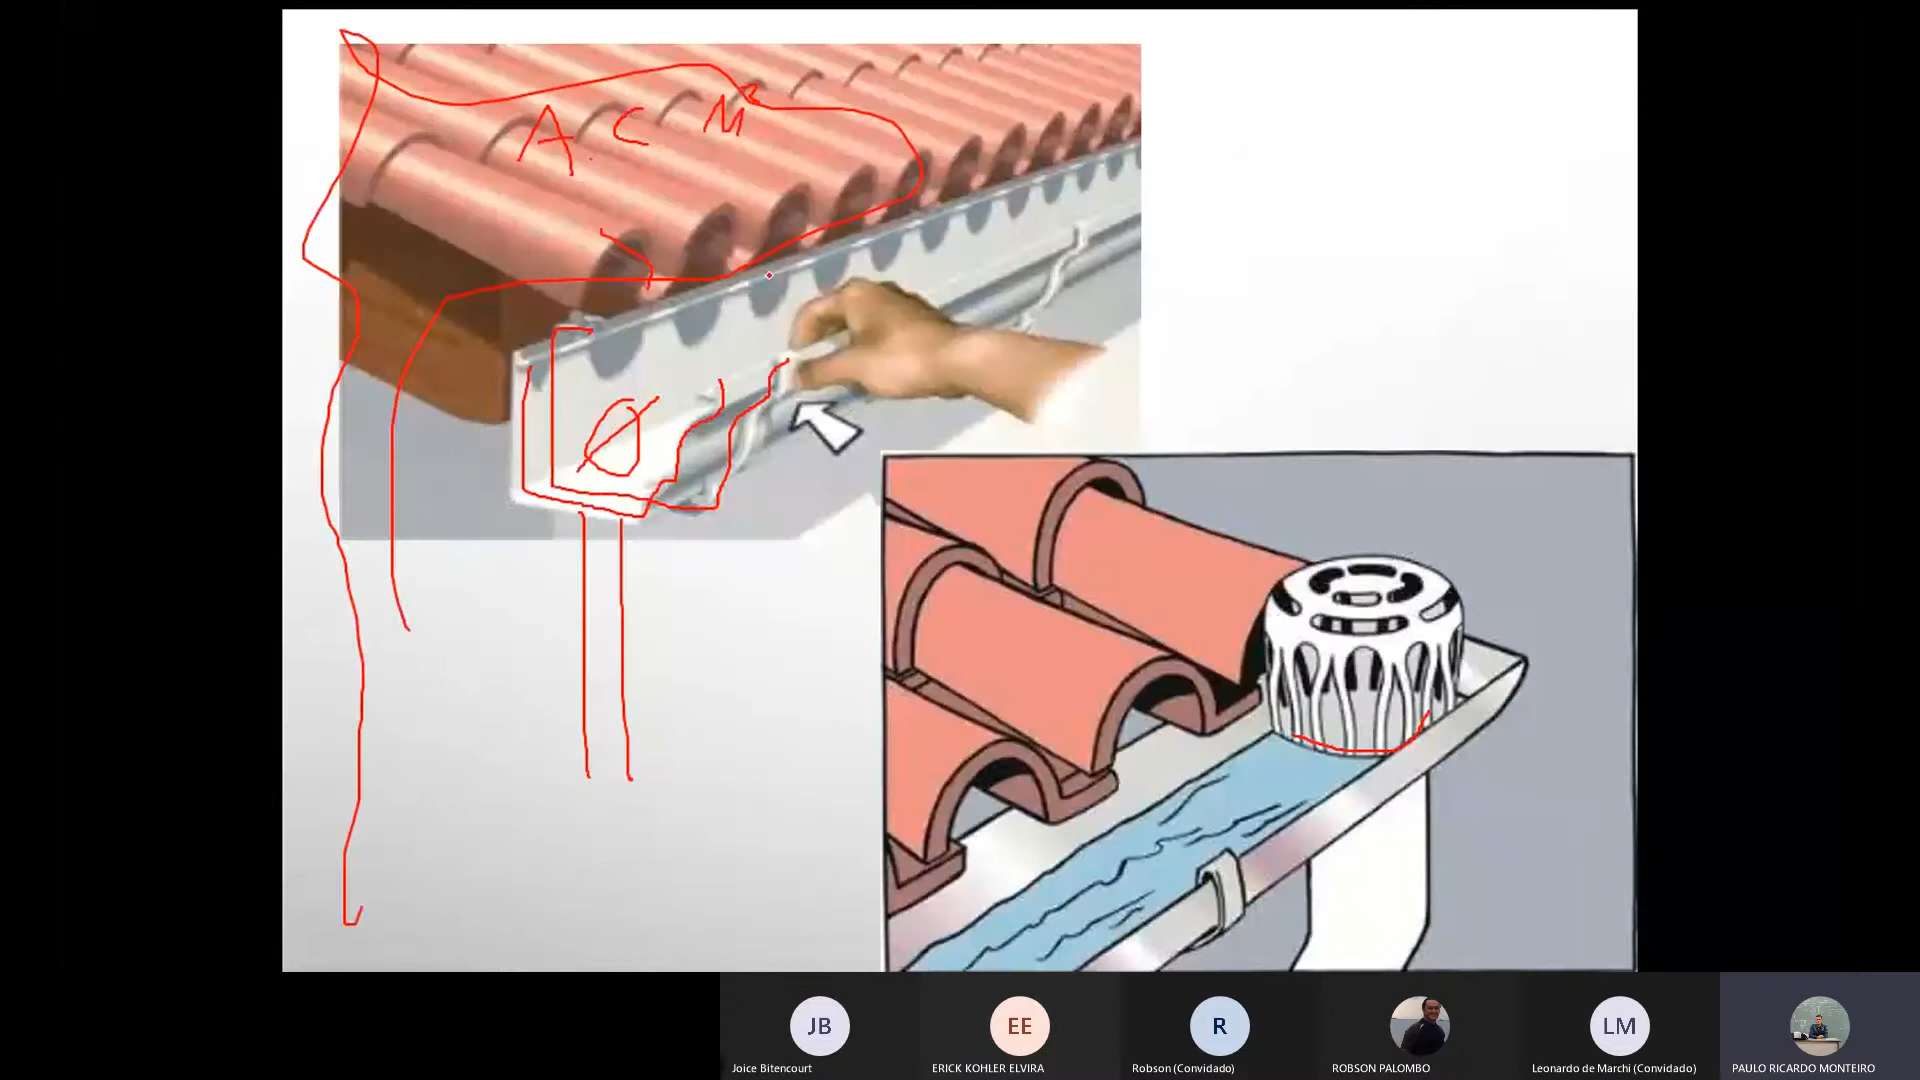 A.C M²
Ø
JB
EE
R
LM
Joice Bitencourt
ERICK KOHLER ELVIRA
Robson (Convidado)
ROBSON PALOMBO
Leonardo de Marchi (Convidado)
PAULO RICARDO MONTEIRO